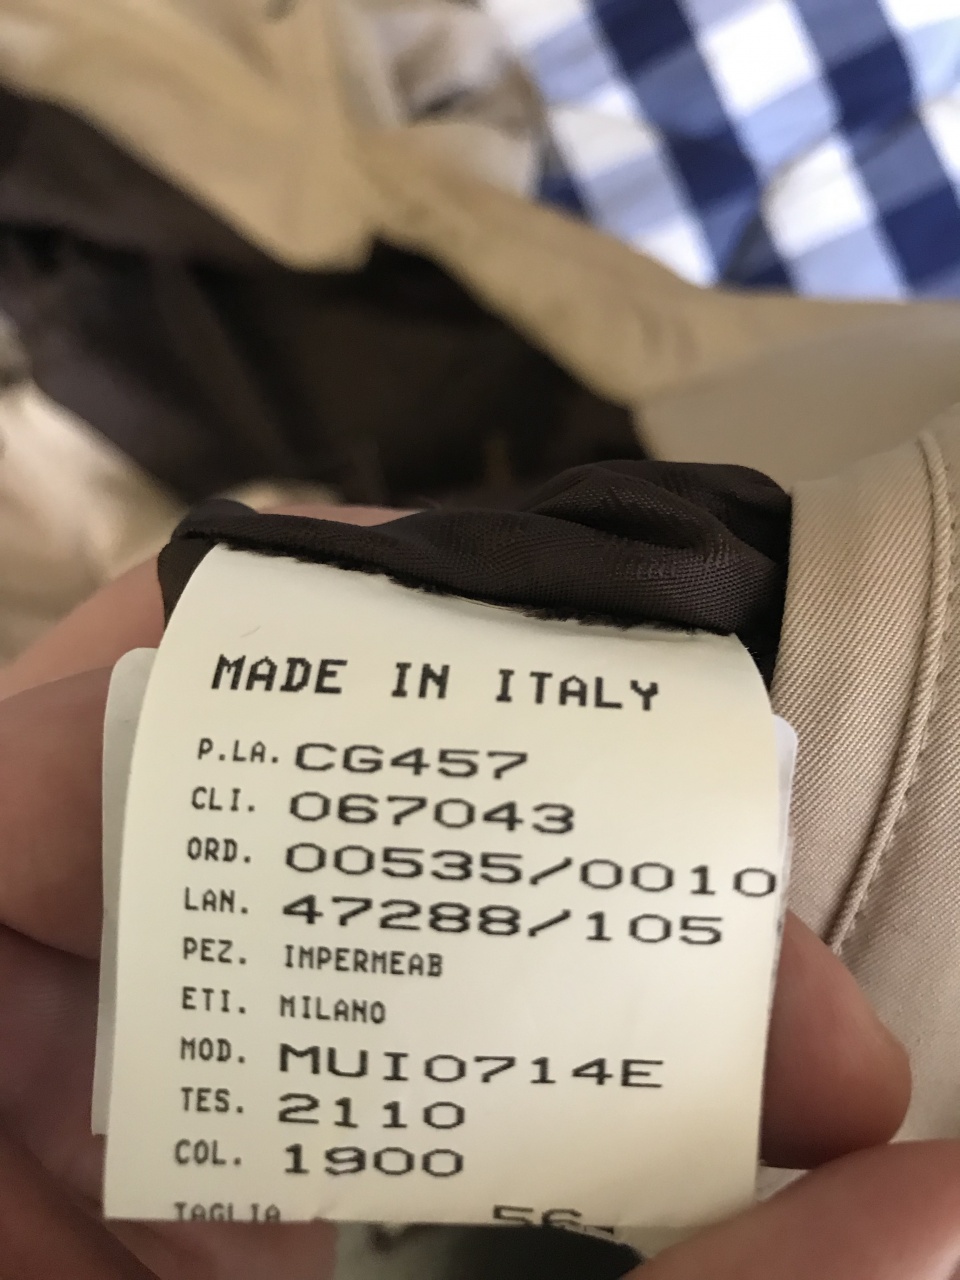 MADE IN ITALY
P.LA. CG457
CLI. 067043
ORD. 00535/0010
LAN. 47288/105
PEZ. IMPERMEAB
ETI. MILANO
MOD. MUI0714E
TES. 2110
COL. 1900
TAGLIA